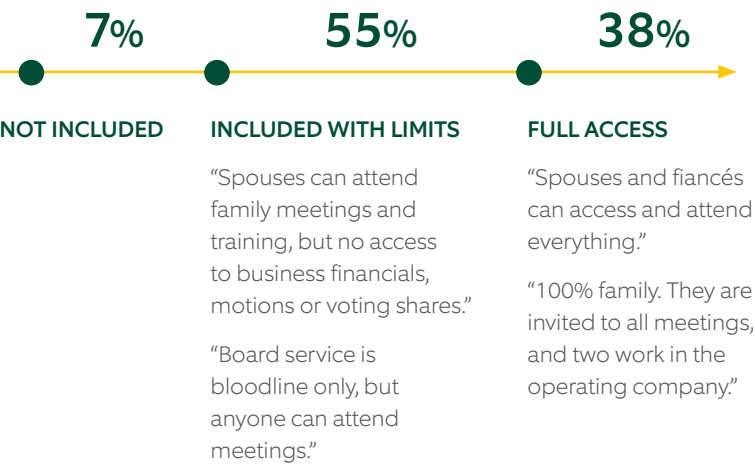 7%
55%
38%
NOT INCLUDED
INCLUDED WITH LIMITS
“Spouses can attend
family meetings and
training, but no access
to business financials,
motions or voting shares.”
“Board service is
bloodline only, but
anyone can attend
meetings.”
FULL ACCESS
“Spouses and fiancés
can access and attend
everything.”
“100% family. They are
invited to all meetings,
and two work in the
operating company.”